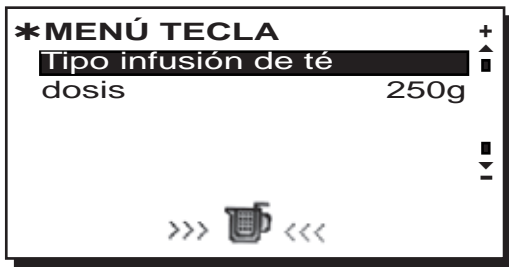 *MENÚ TECLA +
Tipo infusión de té
dosis 250g
–
>>> <<<